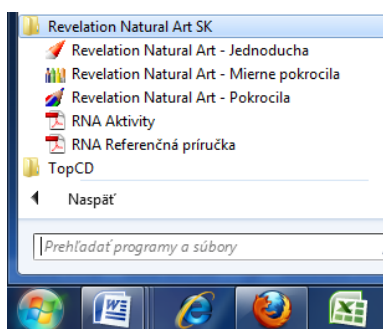 Revelation Natural Art SK
Revelation Natural Art - Jednoducha
Revelation Natural Art - Mierne pokrocila
Revelation Natural Art - Pokrocila
RNA Aktivity
RNA Referenčná príručka
TopCD
Naspäť
Prehľadať programy a súbory